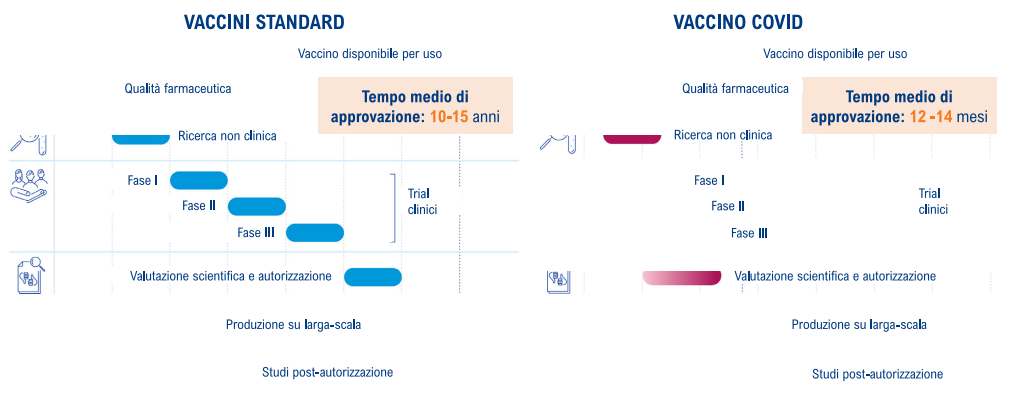 VACCINI STANDARD
Vaccino disponibile per uso
Qualità farmaceutica
Tempo medio di
approvazione: 10-15 anni
Ricerca non clinica
Fase I
Fase II
Fase III
Trial
clinici
Valutazione scientifica e autorizzazione
Produzione su larga-scala
Studi post-autorizzazione
VACCINO COVID
Vaccino disponibile per uso
Qualità farmaceutica
Tempo medio di
approvazione: 12 -14 mesi
Ricerca non clinica
Fase I
Fase II
Fase III
Trial
clinici
Valutazione scientifica e autorizzazione
Produzione su larga-scala
Studi post-autorizzazione